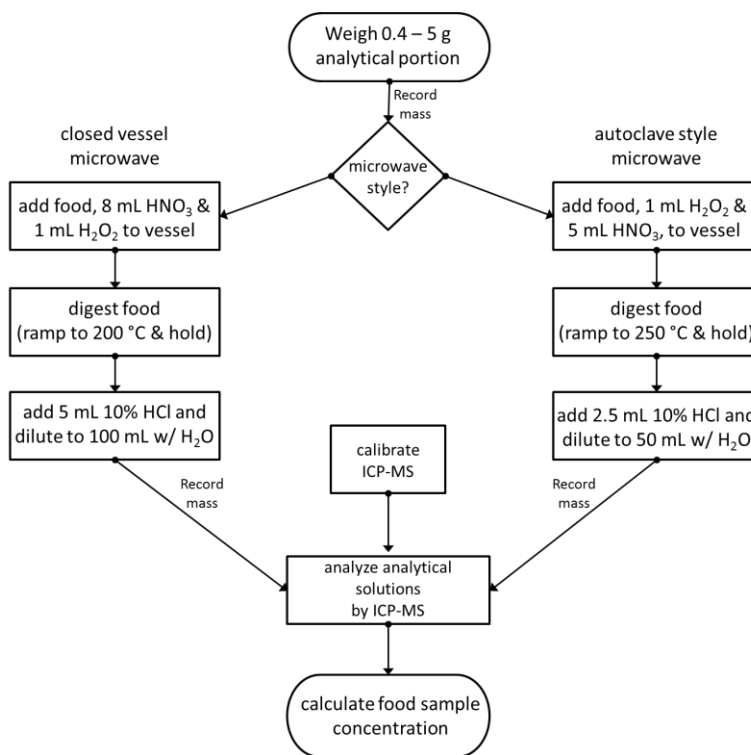 Weigh 0.4 – 5 g
analytical portion
Record
mass
closed vessel
microwave
microwave
style?
autoclave style
microwave
add food, 8 mL HNO₃ &
1 mL H₂O₂ to vessel
add food, 1 mL H₂O₂ &
5 mL HNO₃, to vessel
digest food
(ramp to 200 °C & hold)
digest food
(ramp to 250 °C & hold)
add 5 mL 10% HCl and
dilute to 100 mL w/ H₂O
add 2.5 mL 10% HCl and
dilute to 50 mL w/ H₂O
calibrate
ICP-MS
Record
mass
Record
mass
analyze analytical
solutions
by ICP-MS
calculate food sample
concentration